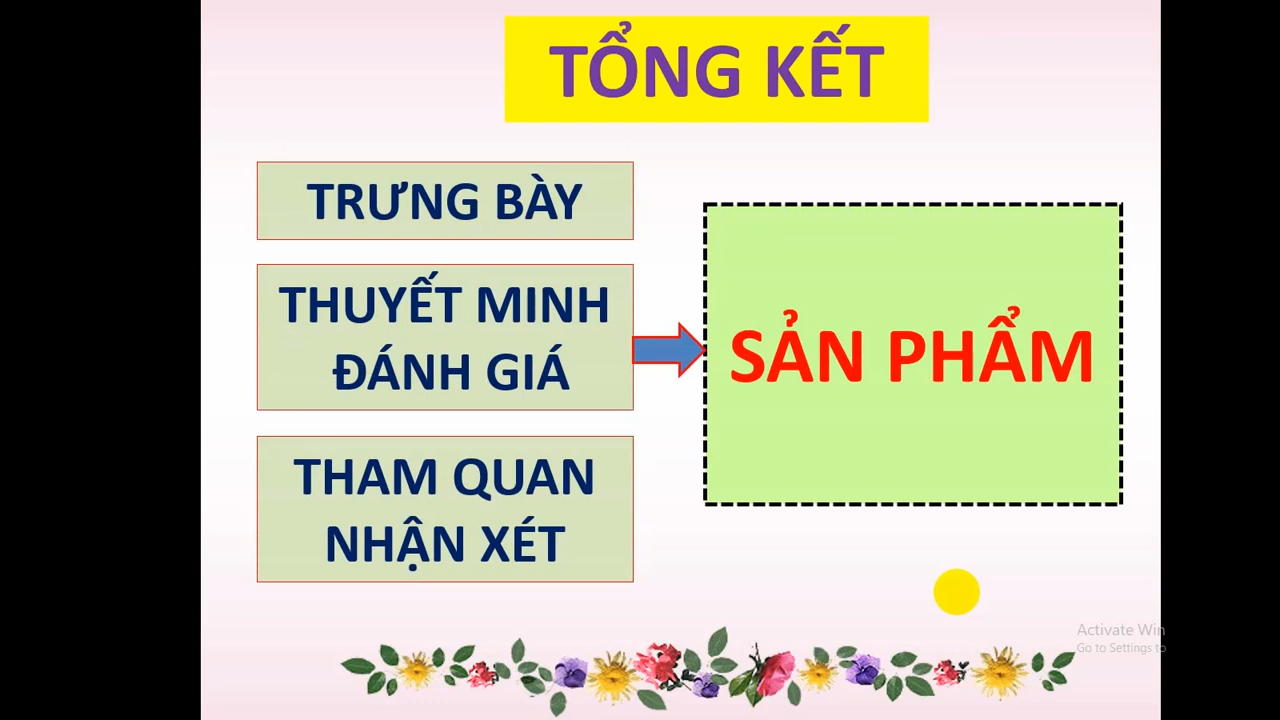 TỔNG KẾT
TRƯNG BÀY
THUYẾT MINH
ĐÁNH GIÁ
THAM QUAN
NHẬN XÉT
SẢN PHẨM
Activate Win
Go to Settings to